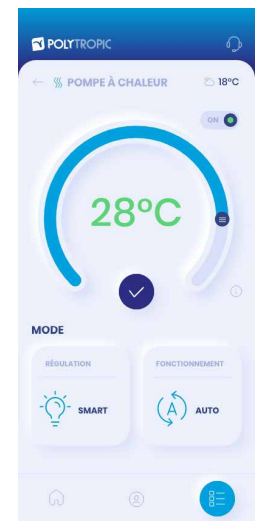 POLYTROPIC
← POMPE À CHALEUR 18°C
ON
28°C
MODE
RÉGULATION FONCTIONNEMENT
SMART A AUTO